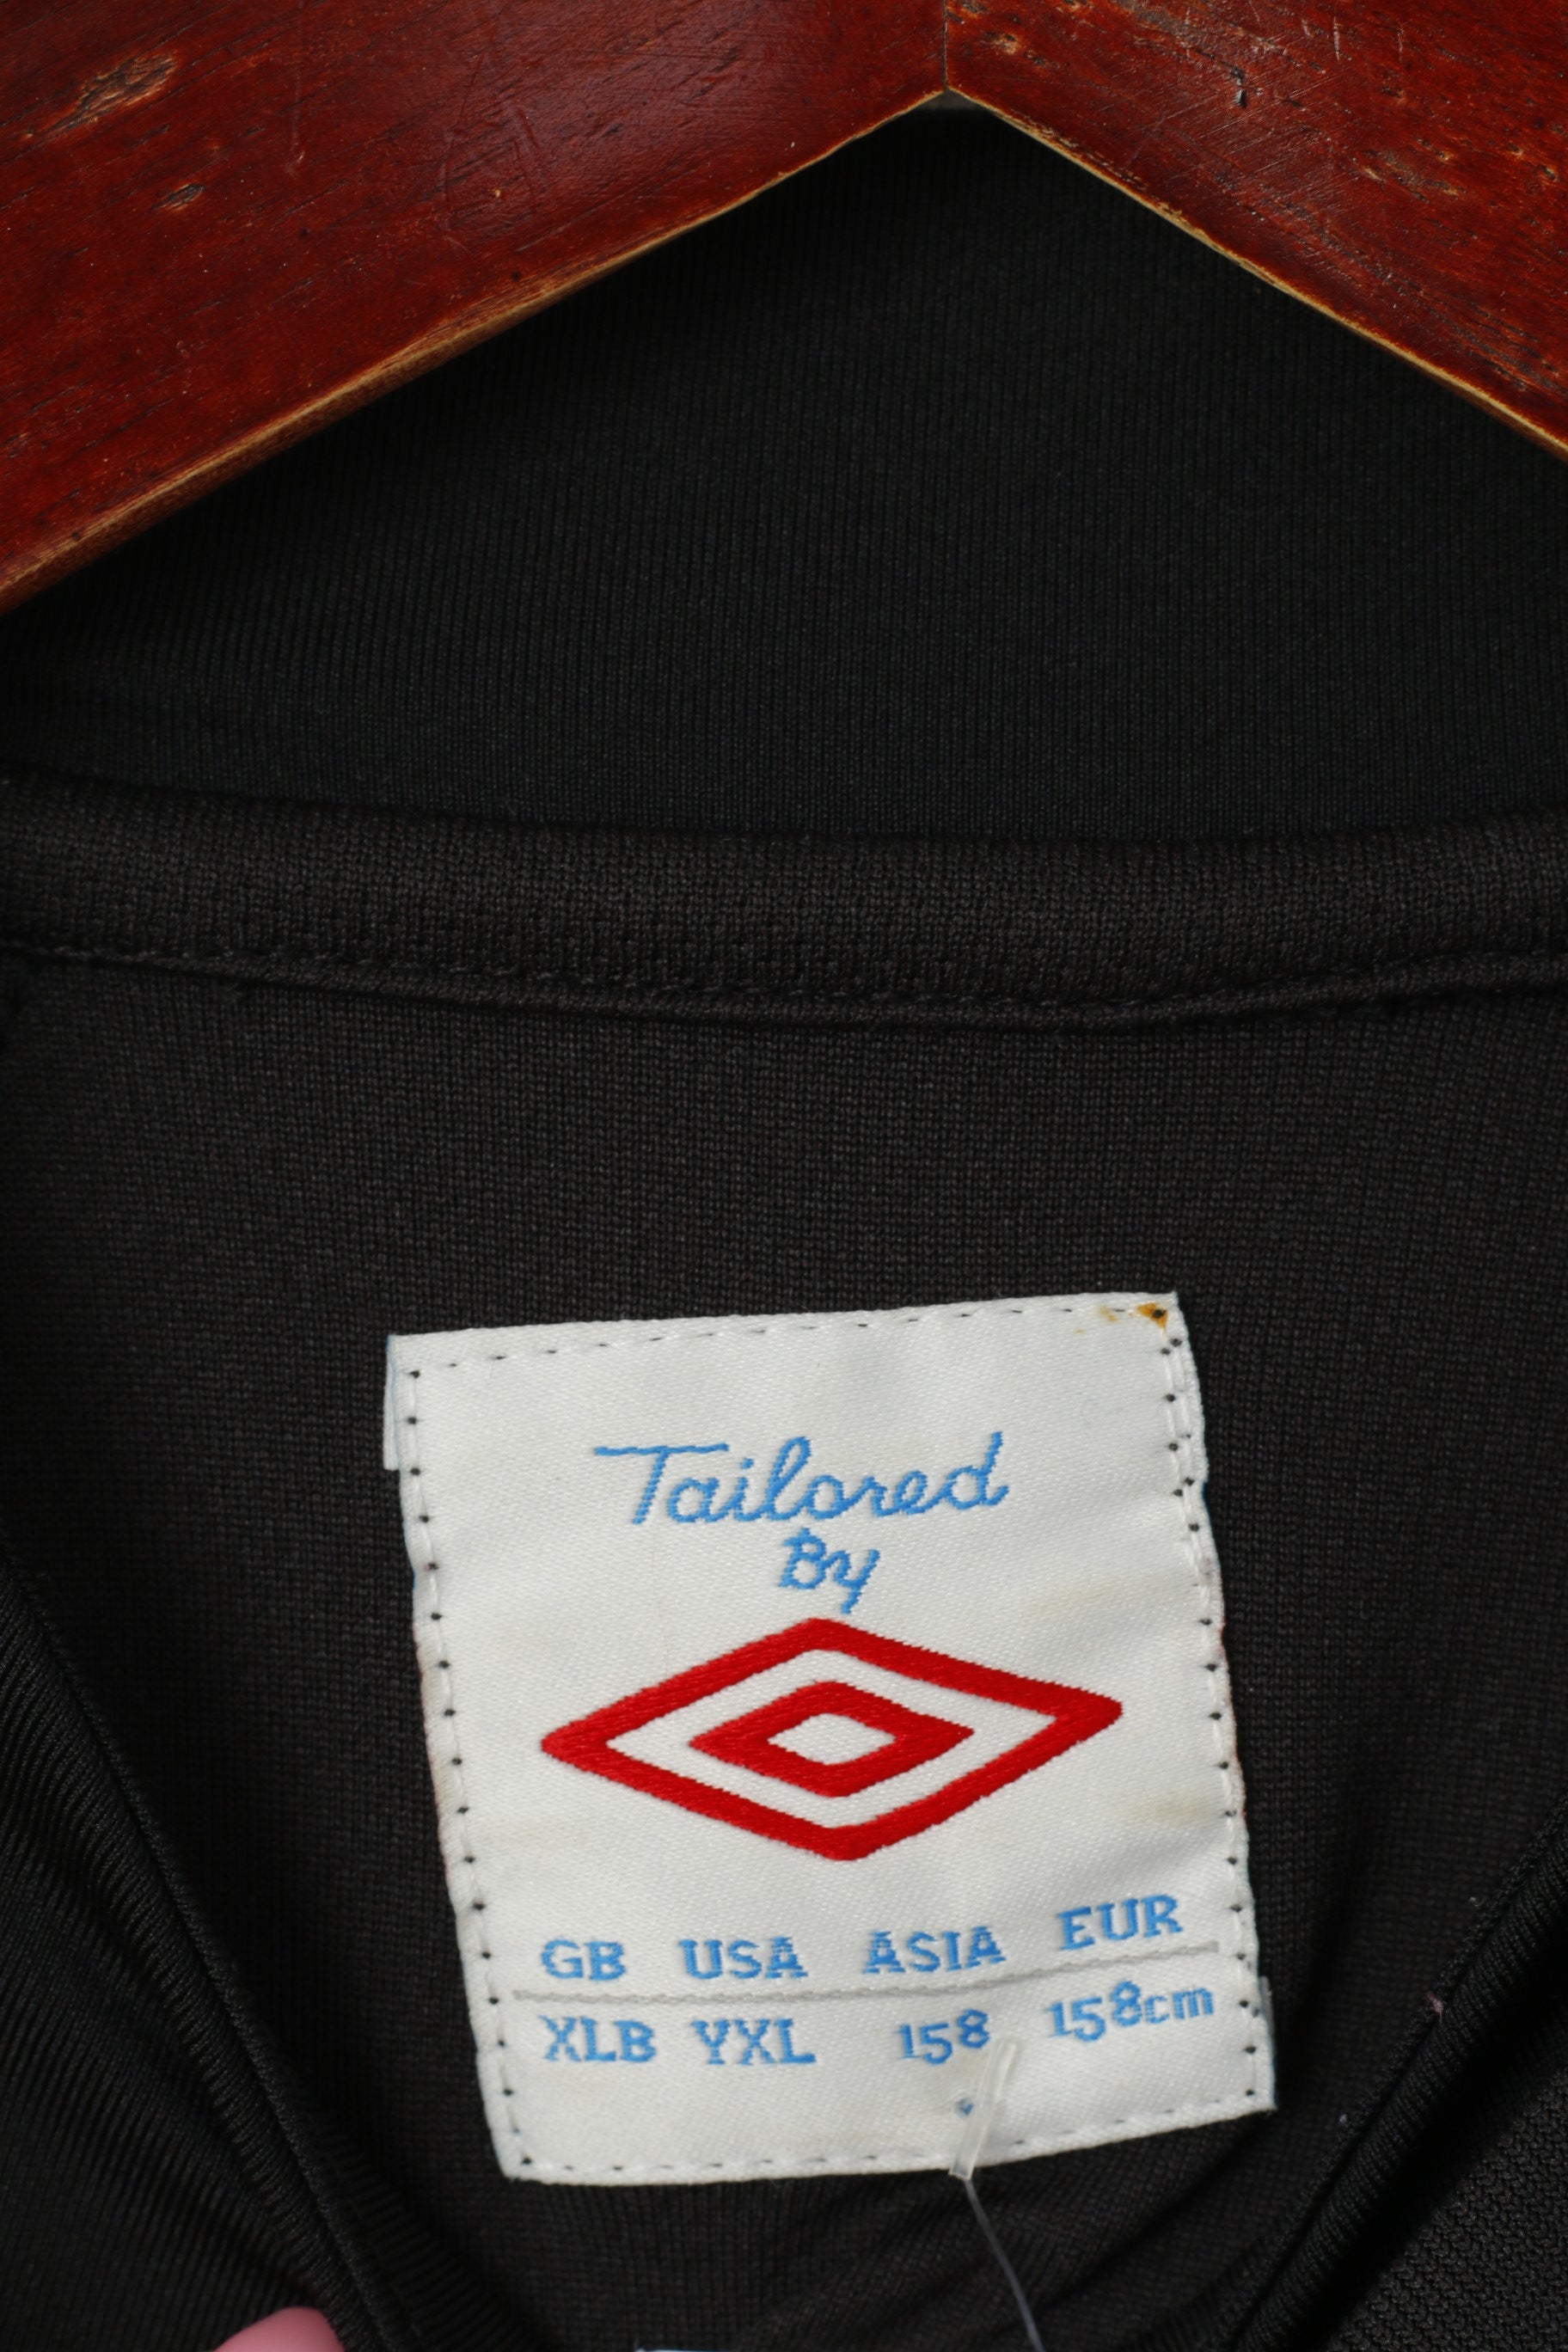 Tailored
By
GB USA ASIA EUR
XLB YXL 158 158cm